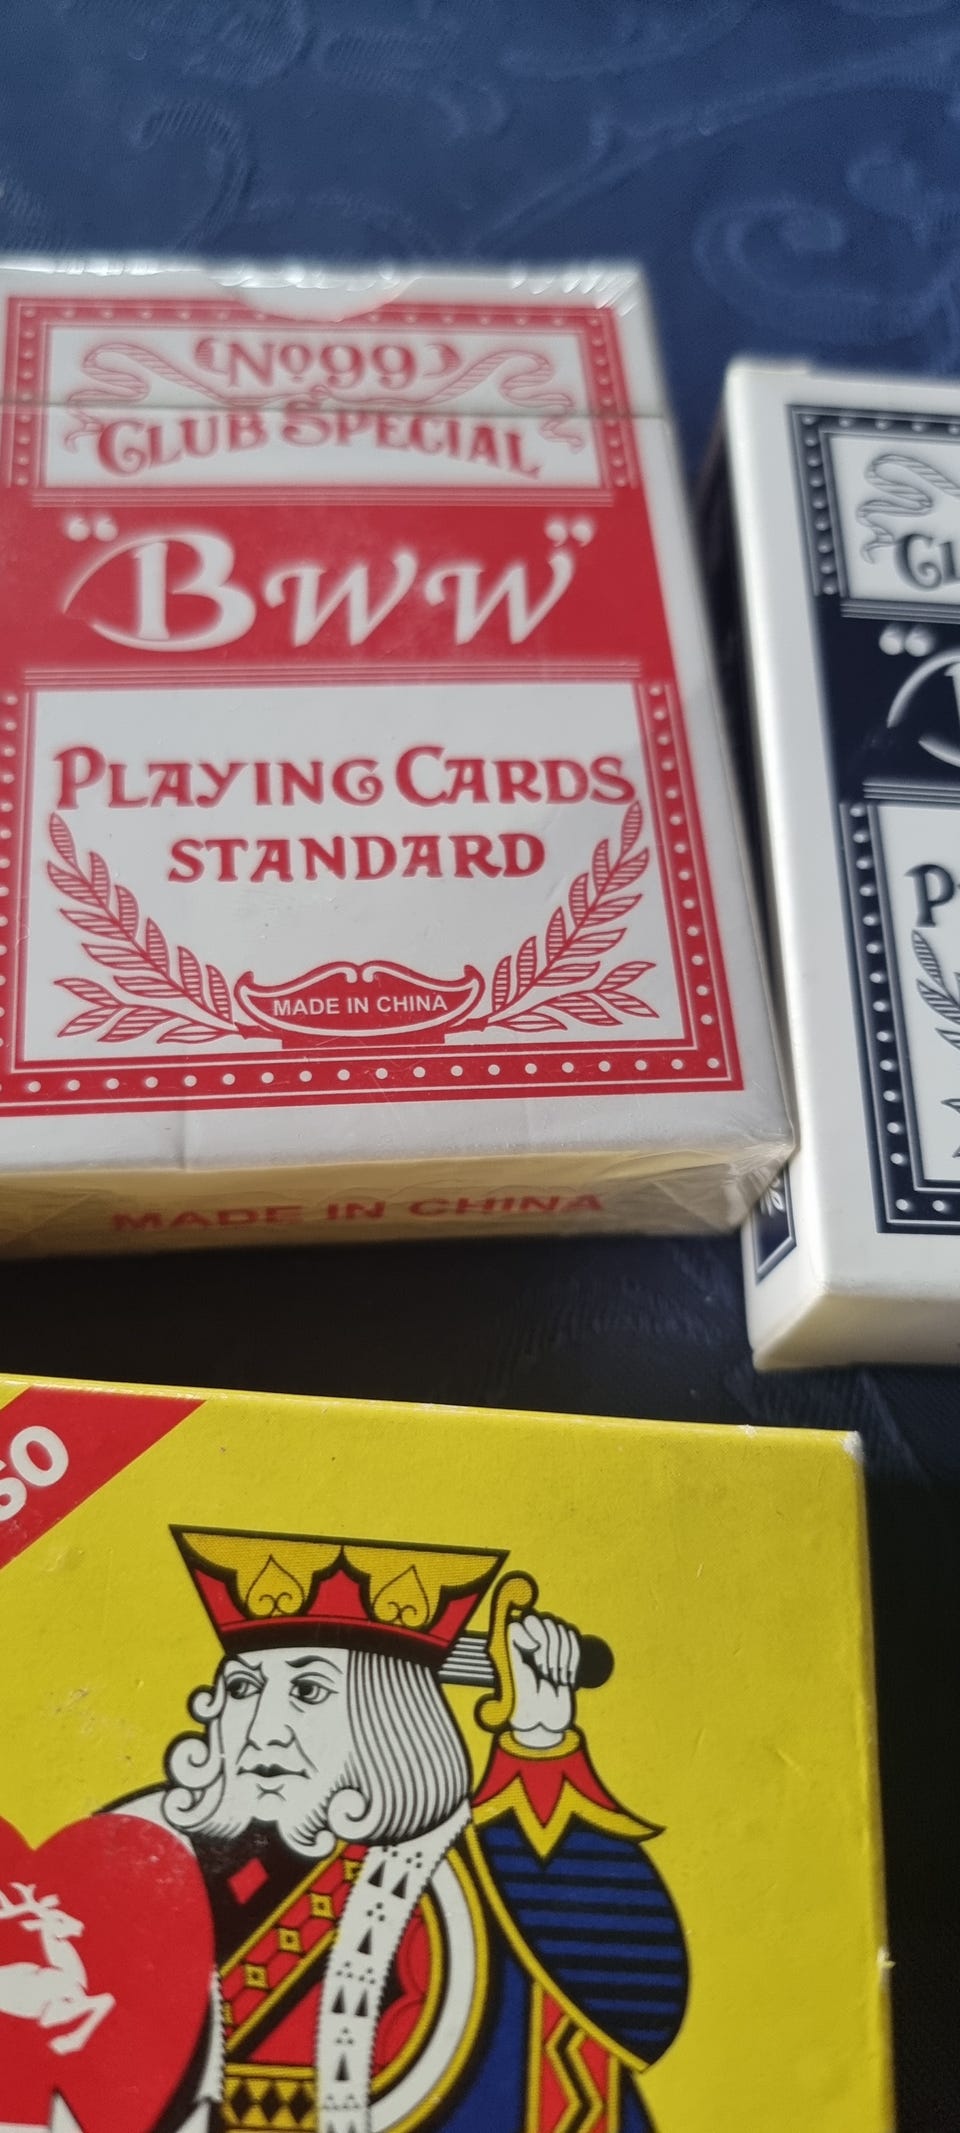 No99
CLUB SPECIAL
"Bww"
PLAYING CARDS
STANDARD
MADE IN CHINA
MADE IN CHINA
“